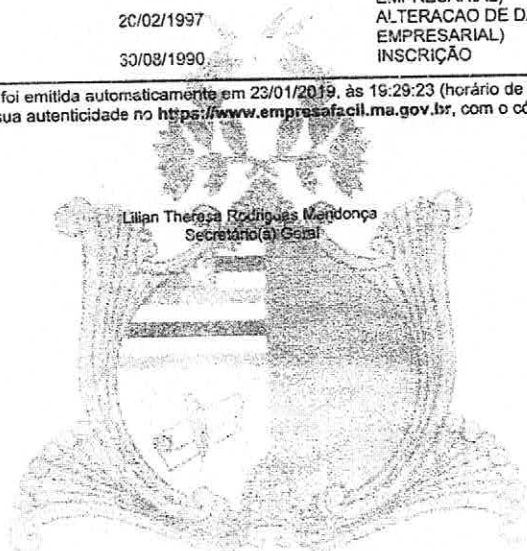 EMPRESARIAL)
20/02/1997 ALTERACAO DE D
EMPRESARIAL)
30/08/1990 INSCRIÇÃO
foi emitida automaticamente em 23/01/2019, às 19:29:23 (horário de
sua autenticidade no https://www.empresafacil.ma.gov.br, com o có
Lilian Theresa Rodrigues Mendonça
Secretário(a) Geral